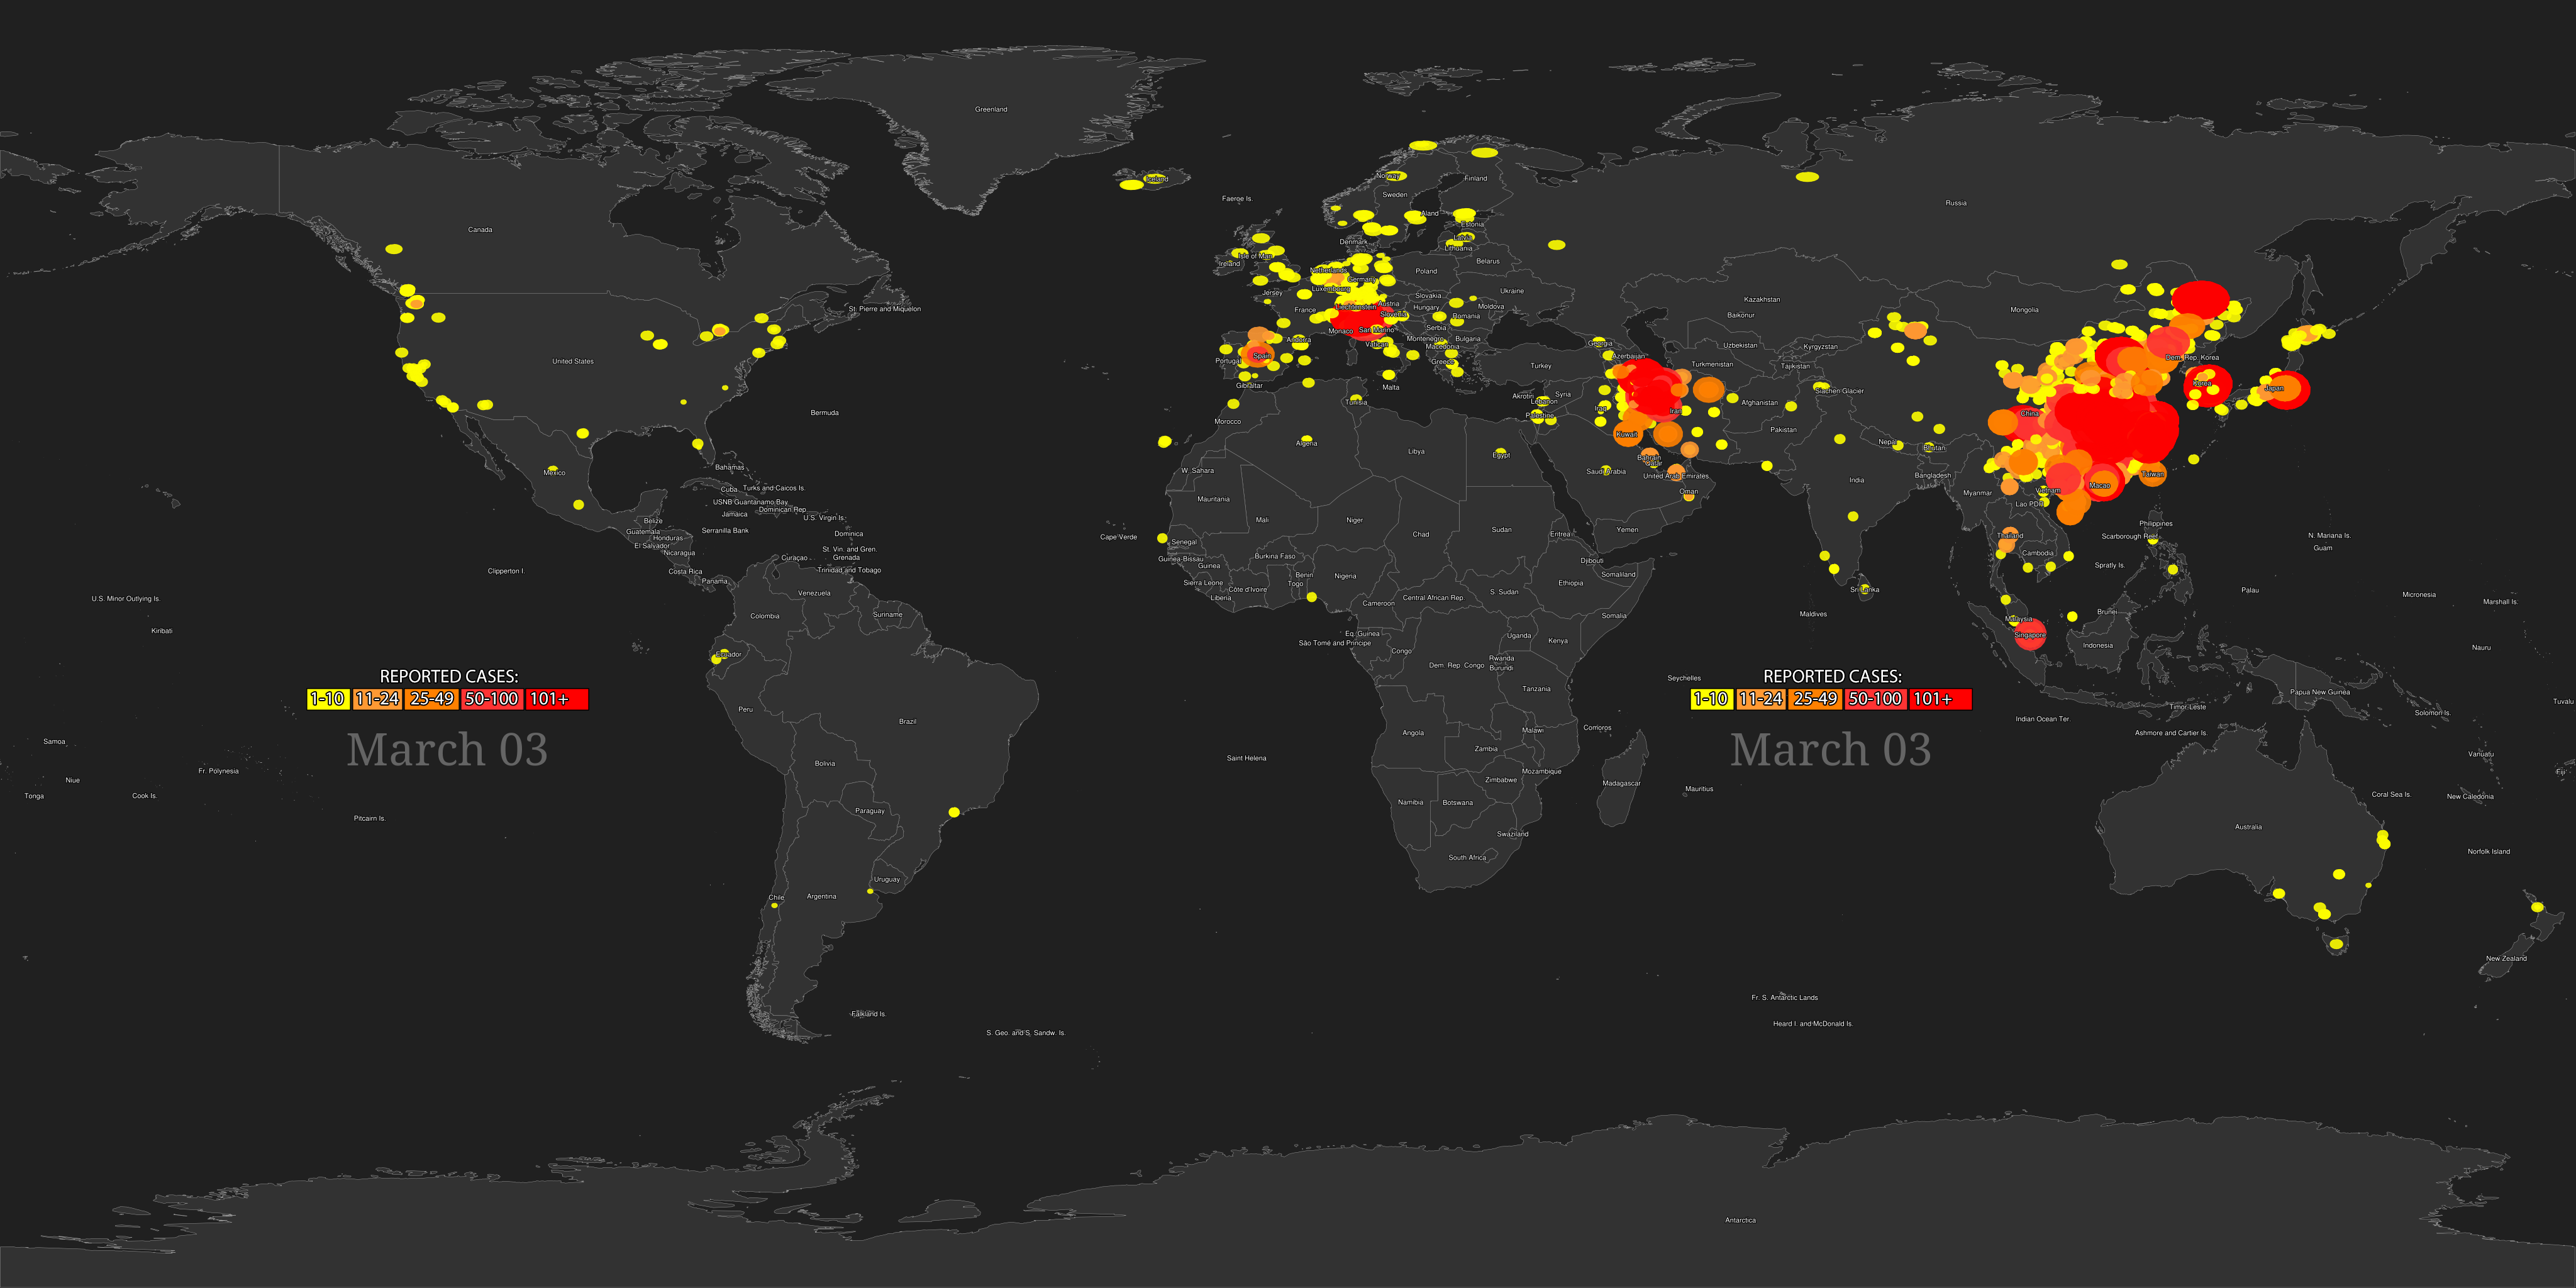 Greenland
Faeroe Is.
Iceland
Norway
Finland
Sweden
Aland
Russia
Canada
Estonia
Latvia
Lithuania
Denmark
Isle of Man
Ireland
Netherlands
Belarus
Poland
Germany
Luxembourg
Jersey
Ukraine
Slovakia
Kazakhstan
St. Pierre and Miquelon
Liechtenstein
Austria
Hungary
Moldova
France
Slovenia
Romania
Mongolia
Baikonur
Monaco
San Marino
Serbia
Andorra
Vatican
Montenegro
Bulgaria
Macedonia
Georgia
Uzbekistan
Kyrgyzstan
United States
Portugal
Spain
Greece
Turkey
Azerbaijan
Turkmenistan
Tajikistan
Dem. Rep. Korea
Gibraltar
Malta
Korea
Japan
Siachen Glacier
Akrotiri
Syria
Lebanon
Tunisia
Afghanistan
Iraq
Iran
China
Bermuda
Palestine
Morocco
Pakistan
Kuwait
Algeria
Libya
Egypt
Nepal
Bhutan
Mexico
Bahamas
W. Sahara
Bahrain
Qatar
Saudi Arabia
United Arab Emirates
Bangladesh
Taiwan
India
Macao
Cuba
Turks and Caicos Is.
Oman
Myanmar
Vietnam
Mauritania
USNB Guantanamo Bay
Dominican Rep.
Lao PDR
Jamaica
U.S. Virgin Is.
Belize
Mali
Niger
Guatemala
Serranilla Bank
Sudan
Yemen
Philippines
Honduras
Dominica
Cape Verde
Eritrea
Thailand
Scarborough Reef
N. Mariana Is.
El Salvador
Senegal
Chad
Nicaragua
St. Vin. and Gren.
Guam
Curaçao
Grenada
Guinea-Bissau
Burkina Faso
Djibouti
Cambodia
Clipperton I.
Costa Rica
Trinidad and Tobago
Guinea
Benin
Nigeria
Somaliland
Spratly Is.
Panama
Sierra Leone
Togo
Ethiopia
Venezuela
Côte d'Ivoire
Sri Lanka
Palau
U.S. Minor Outlying Is.
Liberia
Central African Rep.
S. Sudan
Micronesia
Marshall Is.
Cameroon
Colombia
Suriname
Somalia
Maldives
Brunei
Malaysia
Kiribati
Eq. Guinea
Uganda
Singapore
São Tomé and Principe
Kenya
Indonesia
Nauru
Ecuador
Congo
Rwanda
Dem. Rep. Congo
Burundi
REPORTED CASES:
1-10 11-24 25-49 50-100 101+
March 03
Seychelles
REPORTED CASES:
1-10 11-24 25-49 50-100 101+
March 03
Tanzania
Papua New Guinea
Tuvalu
Peru
Timor-Leste
Solomon Is.
Brazil
Indian Ocean Ter.
Comoros
Angola
Malawi
Ashmore and Cartier Is.
Samoa
Zambia
Vanuatu
Saint Helena
Bolivia
Fr. Polynesia
Mozambique
Fiji
Niue
Zimbabwe
Madagascar
Mauritius
Tonga
Cook Is.
Coral Sea Is.
New Caledonia
Namibia
Botswana
Paraguay
Pitcairn Is.
Australia
Swaziland
Norfolk Island
South Africa
Uruguay
Chile
Argentina
New Zealand
Fr. S. Antarctic Lands
Falkland Is.
Heard I. and McDonald Is.
S. Geo. and S. Sandw. Is.
Antarctica